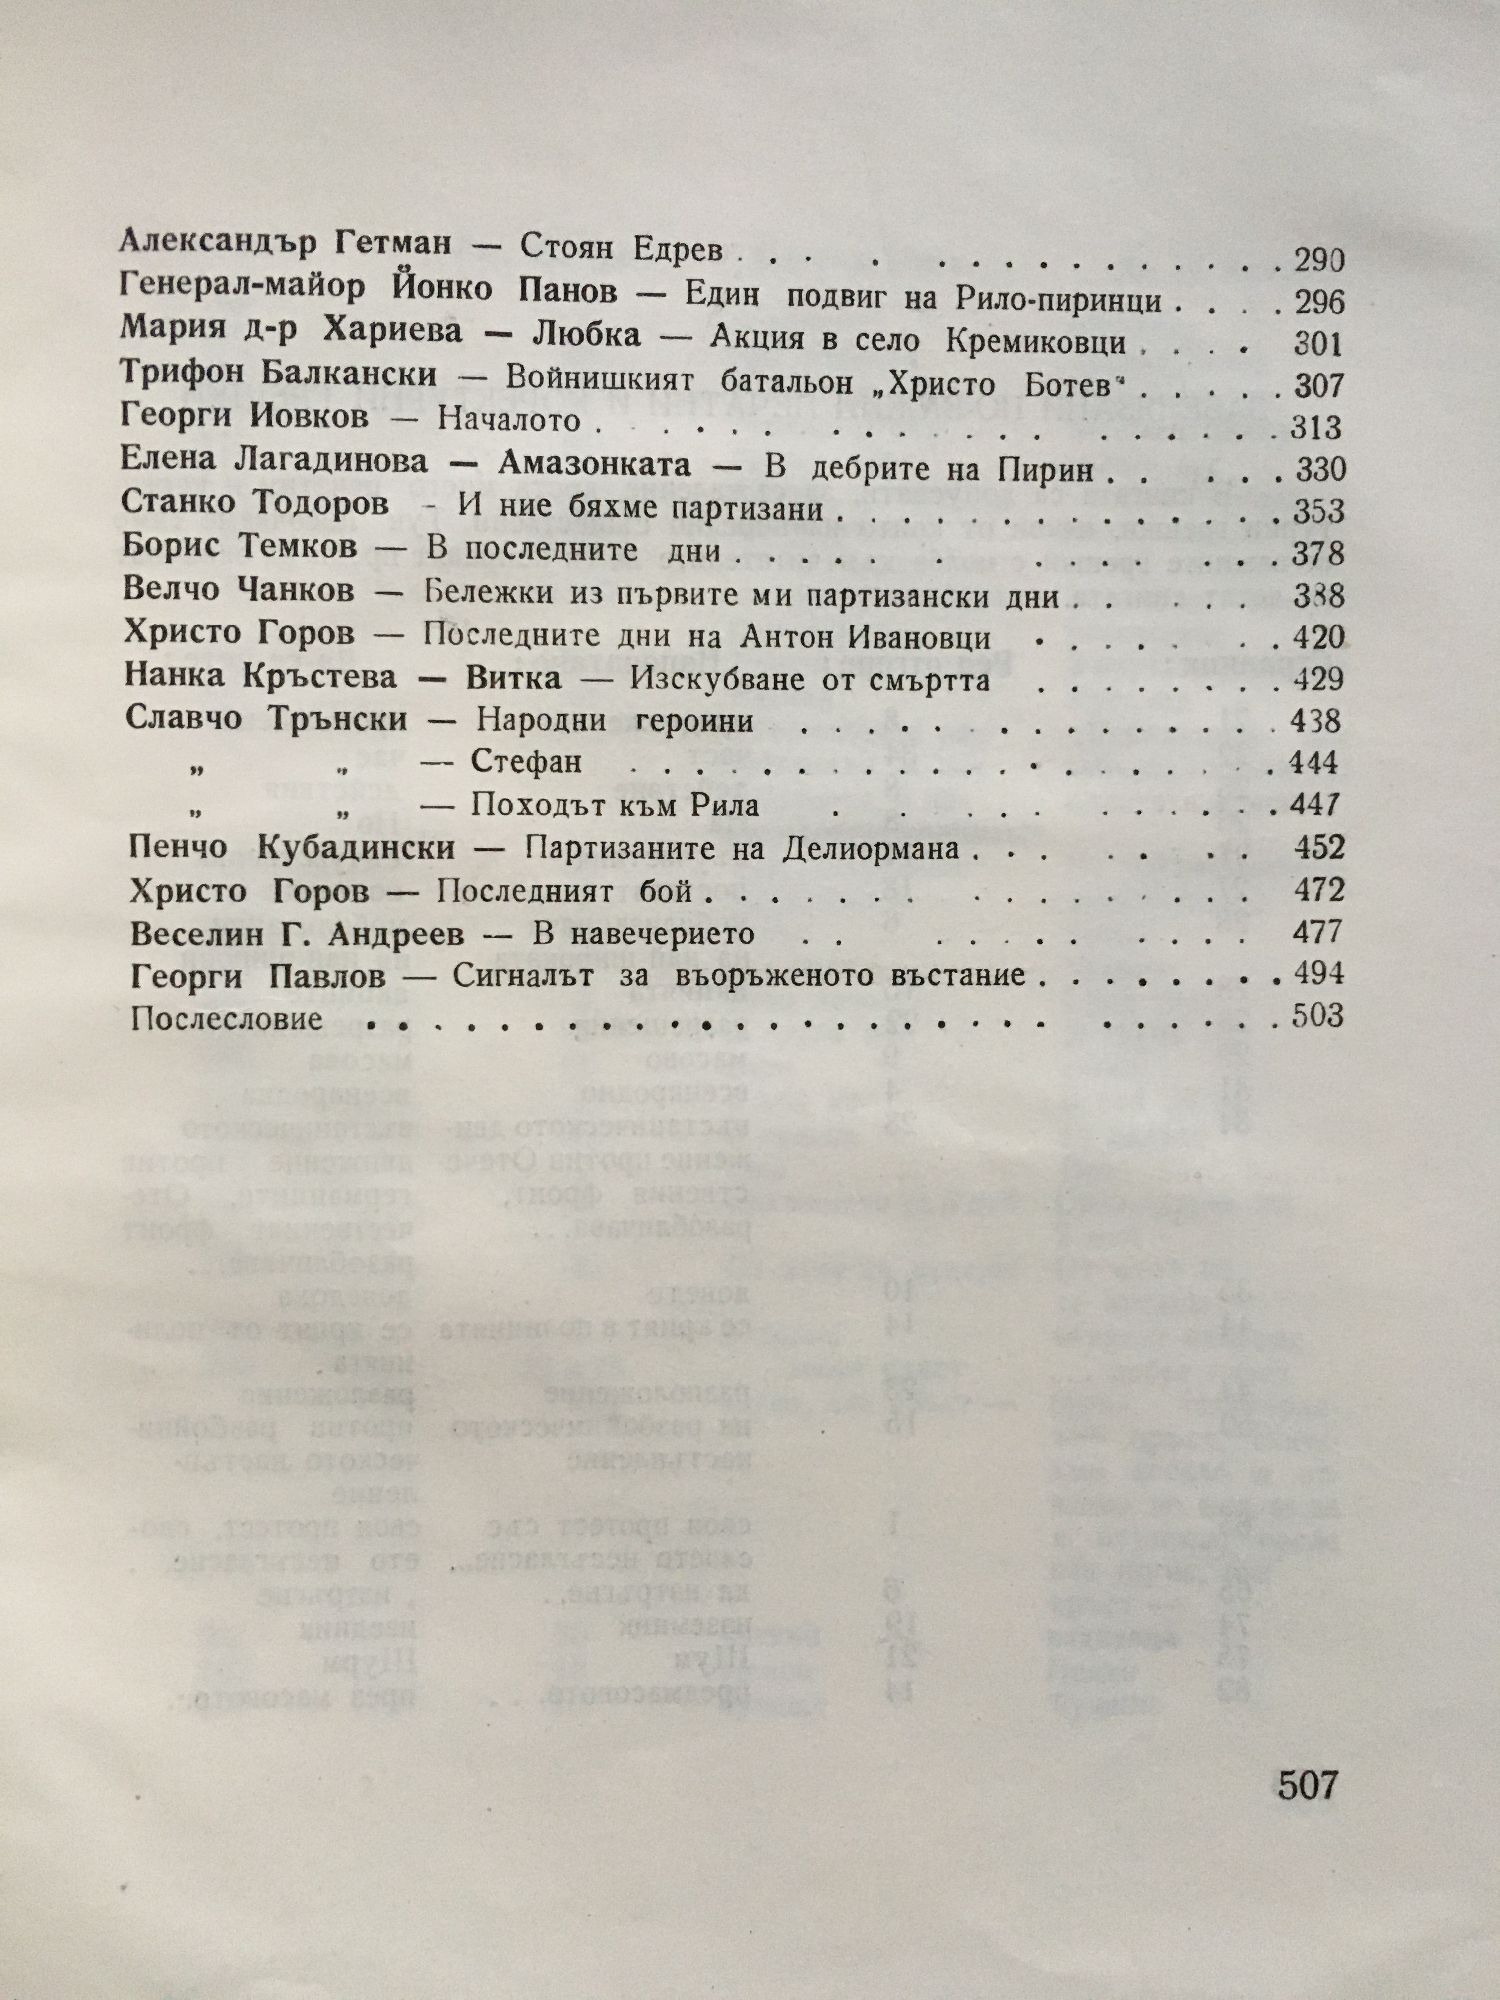 Александър Гетман — Стоян Едрев . . . . . . . . . . . . . . . 290
Генерал-майор Йонко Панов — Един подвиг на Рило-пиринци . . . . 296
Мария д-р Хариева — Любка — Акция в село Кремиковци . . . . 301
Трифон Балкански — Войнишкият батальон „Христо Ботев“ . . . . . 307
Георги Йовков — Началото . . . . . . . . . . . . . . . . . . 313
Елена Лагадинова — Амазонката — В дебрите на Пирин . . . . . 330
Станко Тодоров - И ние бяхме партизани . . . . . . . . . . . . . . 353
Борис Темков — В последните дни . . . . . . . . . . . . . 378
Велчо Чанков — Бележки из първите ми партизански дни . . . . . 388
Христо Горов — Последните дни на Антон Ивановци . . . . . . 420
Нанка Кръстева — Витка — Изскубване от смъртта . . . . . . . . 429
Славчо Трънски — Народни героини . . . . . . . . . . . . . . 438
„ „ — Стефан . . . . . . . . . . . . . . . . . . . . 444
„ „ — Походът към Рила . . . . . . . . . . . 447
Пенчо Кубадински — Партизаните на Делиормана . . . . . . . 452
Христо Горов — Последният бой . . . . . . . . . . . . . . . . 472
Веселин Г. Андреев — В навечерието . . . . . . . . . . . 477
Георги Павлов — Сигналът за въоръженото въстание . . . . . . . . 494
Послесловие . . . . . . . . . . . . . . . . . . . . . . . . . . . 503
507